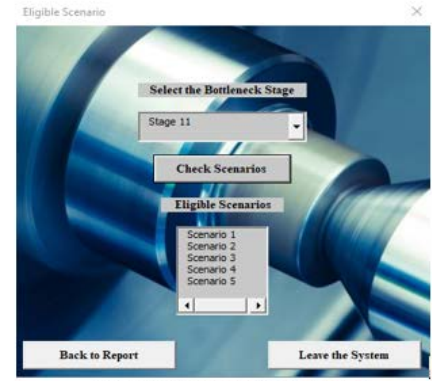 Eligible Scenario
Select the Bottleneck Stage
Stage 11
Check Scenarios
Eligible Scenarios
Scenario 1
Scenario 2
Scenario 3
Scenario 4
Scenario 5
Back to Report
Leave the System